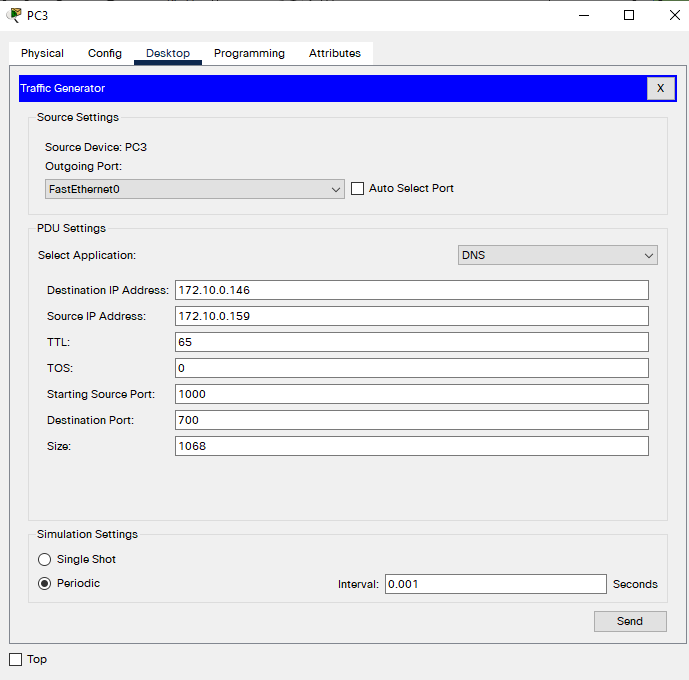 PC3
Physical Config Desktop Programming Attributes
Traffic Generator X
Source Settings
Source Device: PC3
Outgoing Port:
FastEthernet0 Auto Select Port
PDU Settings
Select Application: DNS
Destination IP Address: 172.10.0.146
Source IP Address: 172.10.0.159
TTL: 65
TOS: 0
Starting Source Port: 1000
Destination Port: 700
Size: 1068
Simulation Settings
Single Shot
Periodic Interval: 0.001 Seconds
Send
Top